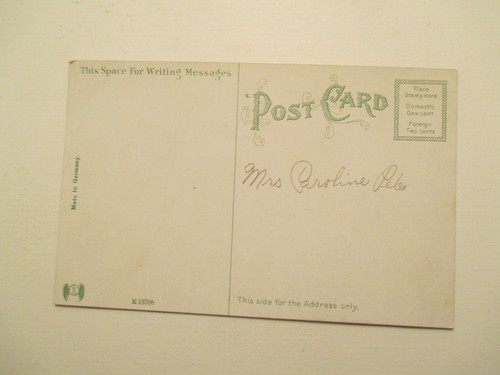 This Space For Writing Messages
POST CARD
Place
Stamp Here
Domestic
One cent
Foreign
Two cents
Mrs Caroline
Made in Germany.
This side for the Address only.